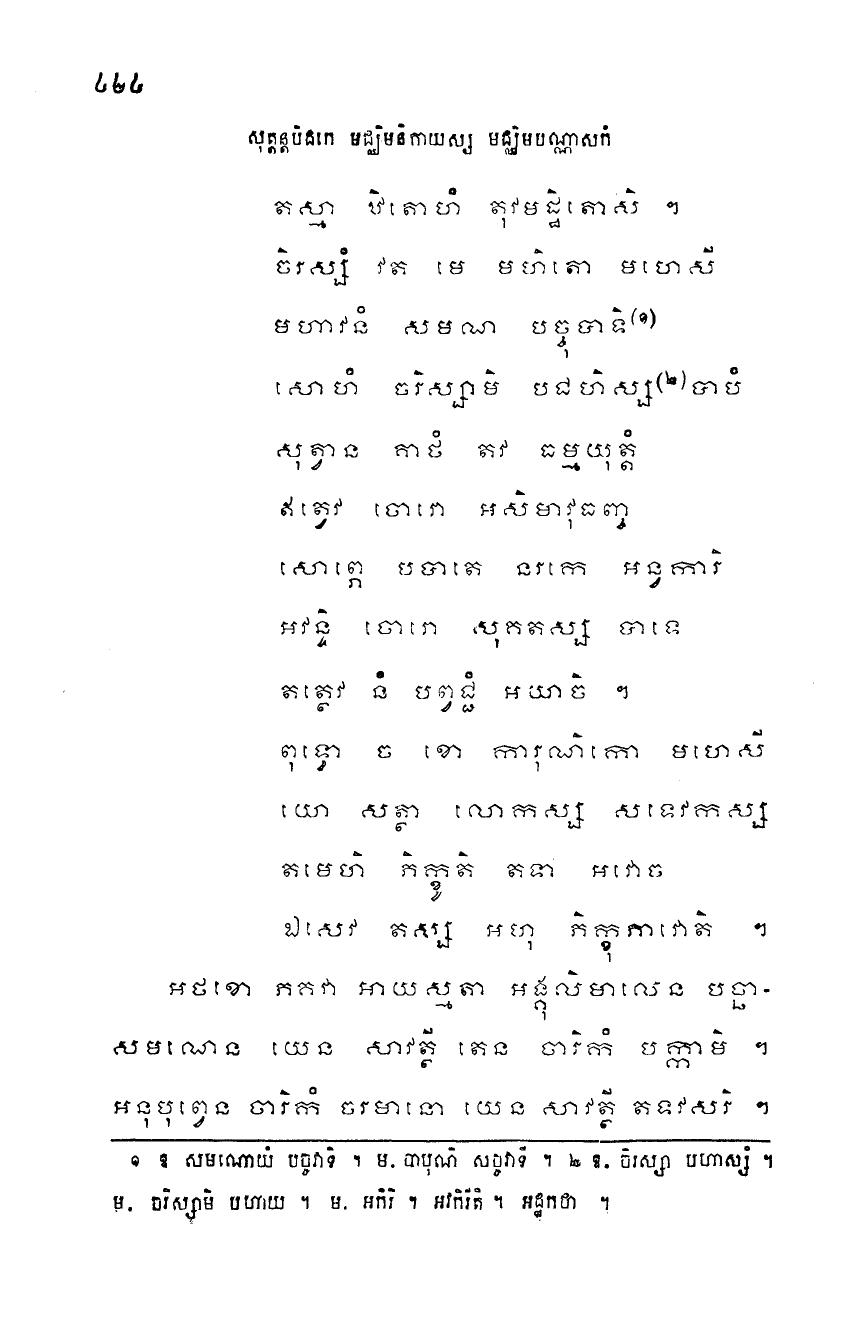 ៤២៤
សុត្តន្តបិដកេ មជ្ឈិមនិកាយស្ស មជ្ឈិមបណ្ណាសកំ
តស្មា ឋិតោហំ តុវមដ្ឋិតោសិ ។
ចិរស្សំ វត មេ មហិតោ មហេសី
មហាវនំ សមណ បច្ចុបាទិ(១)
សោហំ ចរិស្សាមិ បជហិស្ស(២)បាបំ
សុត្វាន គាថំ តវ ធម្មយុត្តំ
ឥត្វេវ ចោរោ អសិមាវុធញ្ច
សោព្ភេ បបាតេ នរកេ អន្វការិ
អវន្ទិ ចោរោ សុគតស្ស បាទេ
តត្ថេវ នំ បព្វជ្ជំ អយាចិ ។
ពុទ្ធោ ច ខោ ការុណិកោ មហេសី
យោ សត្ថា លោកស្ស សទេវកស្ស
តមេហិ ភិក្ខូតិ តទា អវោច
ឯសេវ តស្ស អហុ ភិក្ខុភាវោតិ ។
អថខោ ភគវា អាយស្មតា អង្គុលិមាលេន បច្ឆា-
សមណេន យេន សាវត្ថី តេន ចារិកំ បក្កាមិ ។
អនុបុព្វេន ចារិកំ ចរមានោ យេន សាវត្ថី តទវសរិ ។
១ ឱ សមណោយំ បច្ចុវាទិ ។ ម. បាបុណិ សច្ចវាទី ។ ២ ឱ. ចិរស្សា បហាស្សំ ។
ម. ចរិស្សាមិ បហាយ ។ ម. អកិរិ ។ អវកិរីតិ ។ អដ្ឋកថា ។